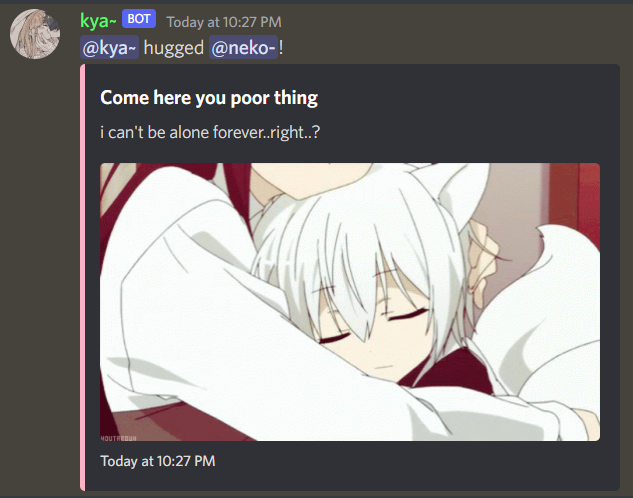 kya~ BOT Today at 10:27 PM
@kya~ hugged @neko-!
Come here you poor thing
i can't be alone forever..right..?
Today at 10:27 PM